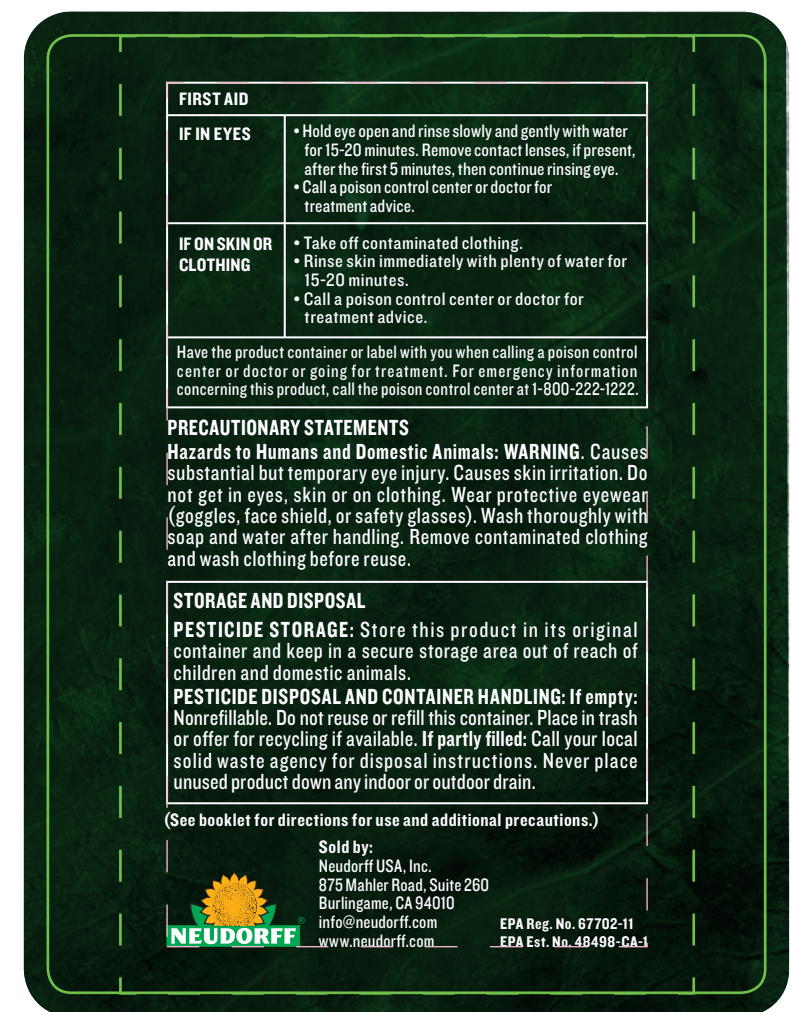 FIRST AID
IF IN EYES
• Hold eye open and rinse slowly and gently with water
for 15-20 minutes. Remove contact lenses, if present,
after the first 5 minutes, then continue rinsing eye.
• Call a poison control center or doctor for
treatment advice.
IF ON SKIN OR
CLOTHING
• Take off contaminated clothing.
• Rinse skin immediately with plenty of water for
15-20 minutes.
• Call a poison control center or doctor for
treatment advice.
Have the product container or label with you when calling a poison control
center or doctor or going for treatment. For emergency information
concerning this product, call the poison control center at 1-800-222-1222.
PRECAUTIONARY STATEMENTS
Hazards to Humans and Domestic Animals: WARNING. Causes
substantial but temporary eye injury. Causes skin irritation. Do
not get in eyes, skin or on clothing. Wear protective eyewear
(goggles, face shield, or safety glasses). Wash thoroughly with
soap and water after handling. Remove contaminated clothing
and wash clothing before reuse.
STORAGE AND DISPOSAL
PESTICIDE STORAGE: Store this product in its original
container and keep in a secure storage area out of reach of
children and domestic animals.
PESTICIDE DISPOSAL AND CONTAINER HANDLING: If empty:
Nonrefillable. Do not reuse or refill this container. Place in trash
or offer for recycling if available. If partly filled: Call your local
solid waste agency for disposal instructions. Never place
unused product down any indoor or outdoor drain.
(See booklet for directions for use and additional precautions.)
Sold by:
Neudorff USA, Inc.
875 Mahler Road, Suite 260
Burlingame, CA 94010
info@neudorff.com
www.neudorff.com
NEUDORFF®
EPA Reg. No. 67702-11
EPA Est. No. 48498-CA-1